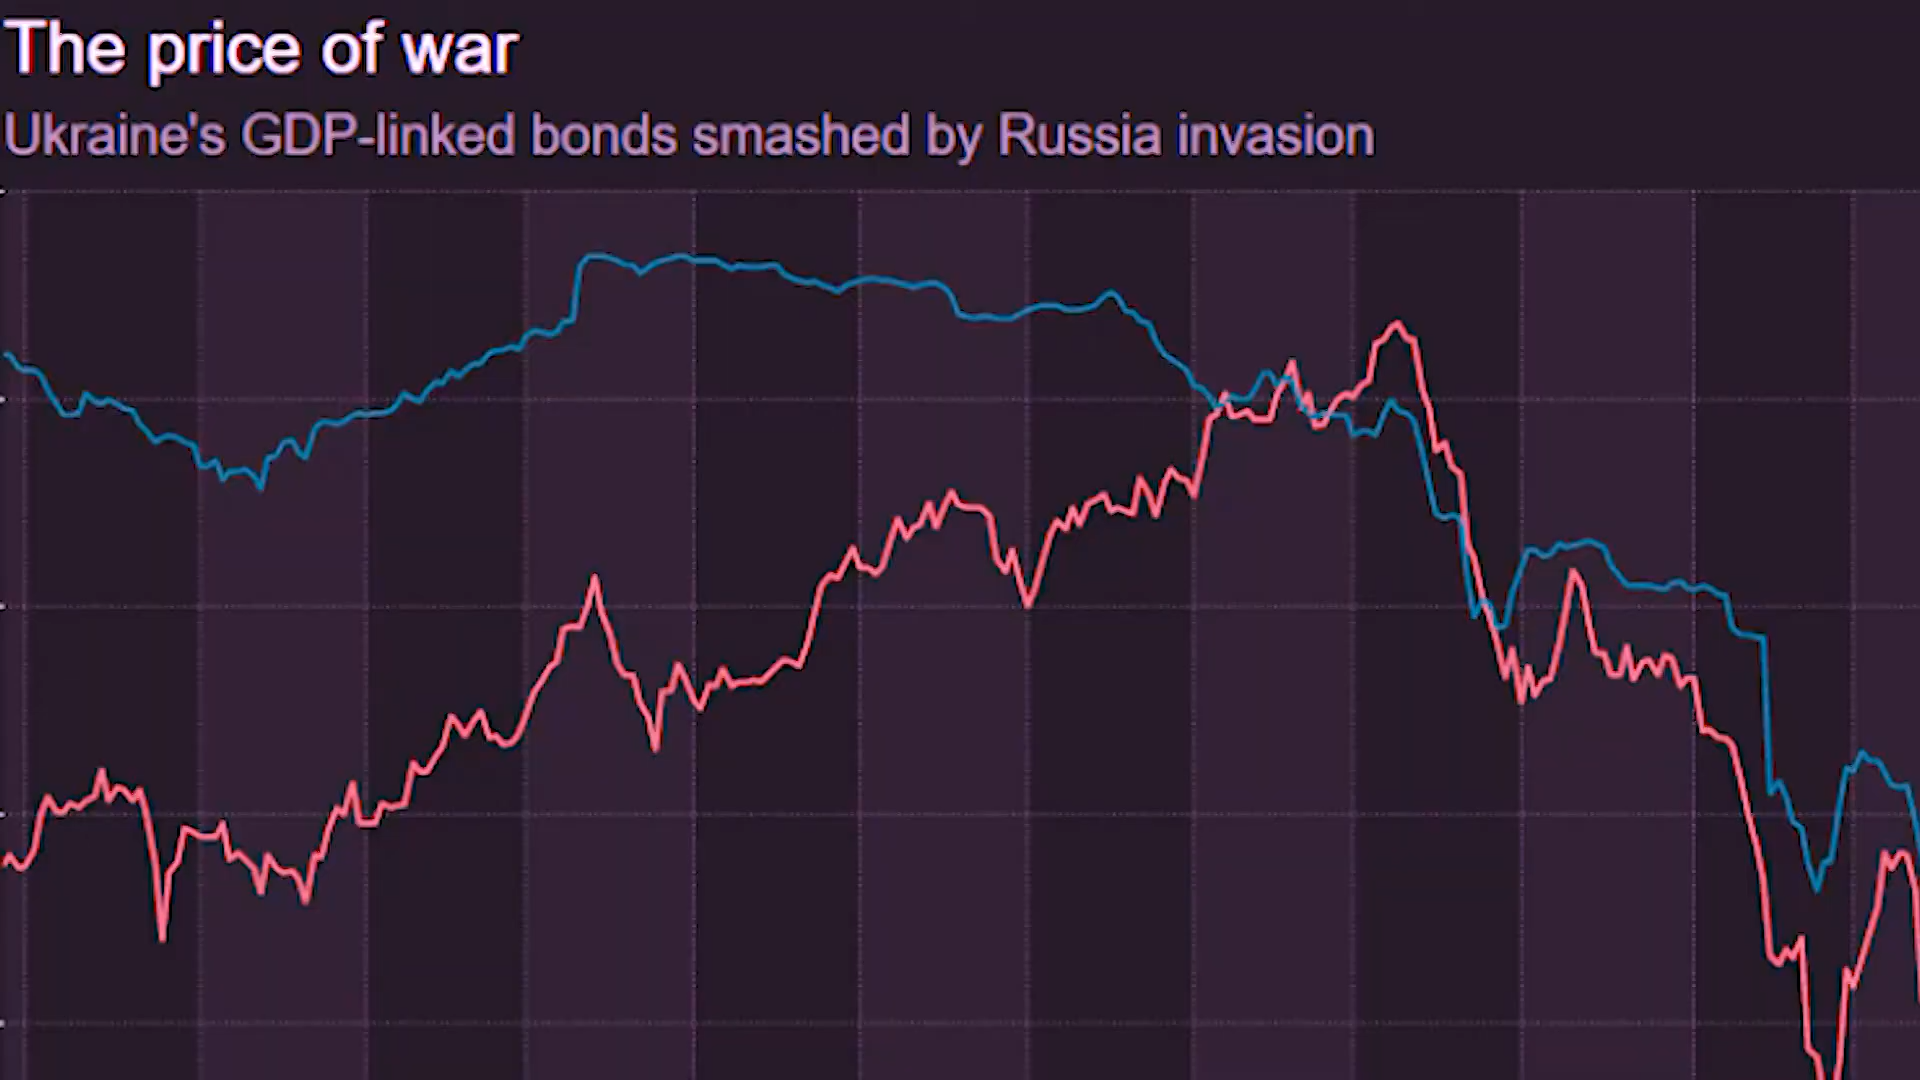 The price of war
Ukraine's GDP-linked bonds smashed by Russia invasion